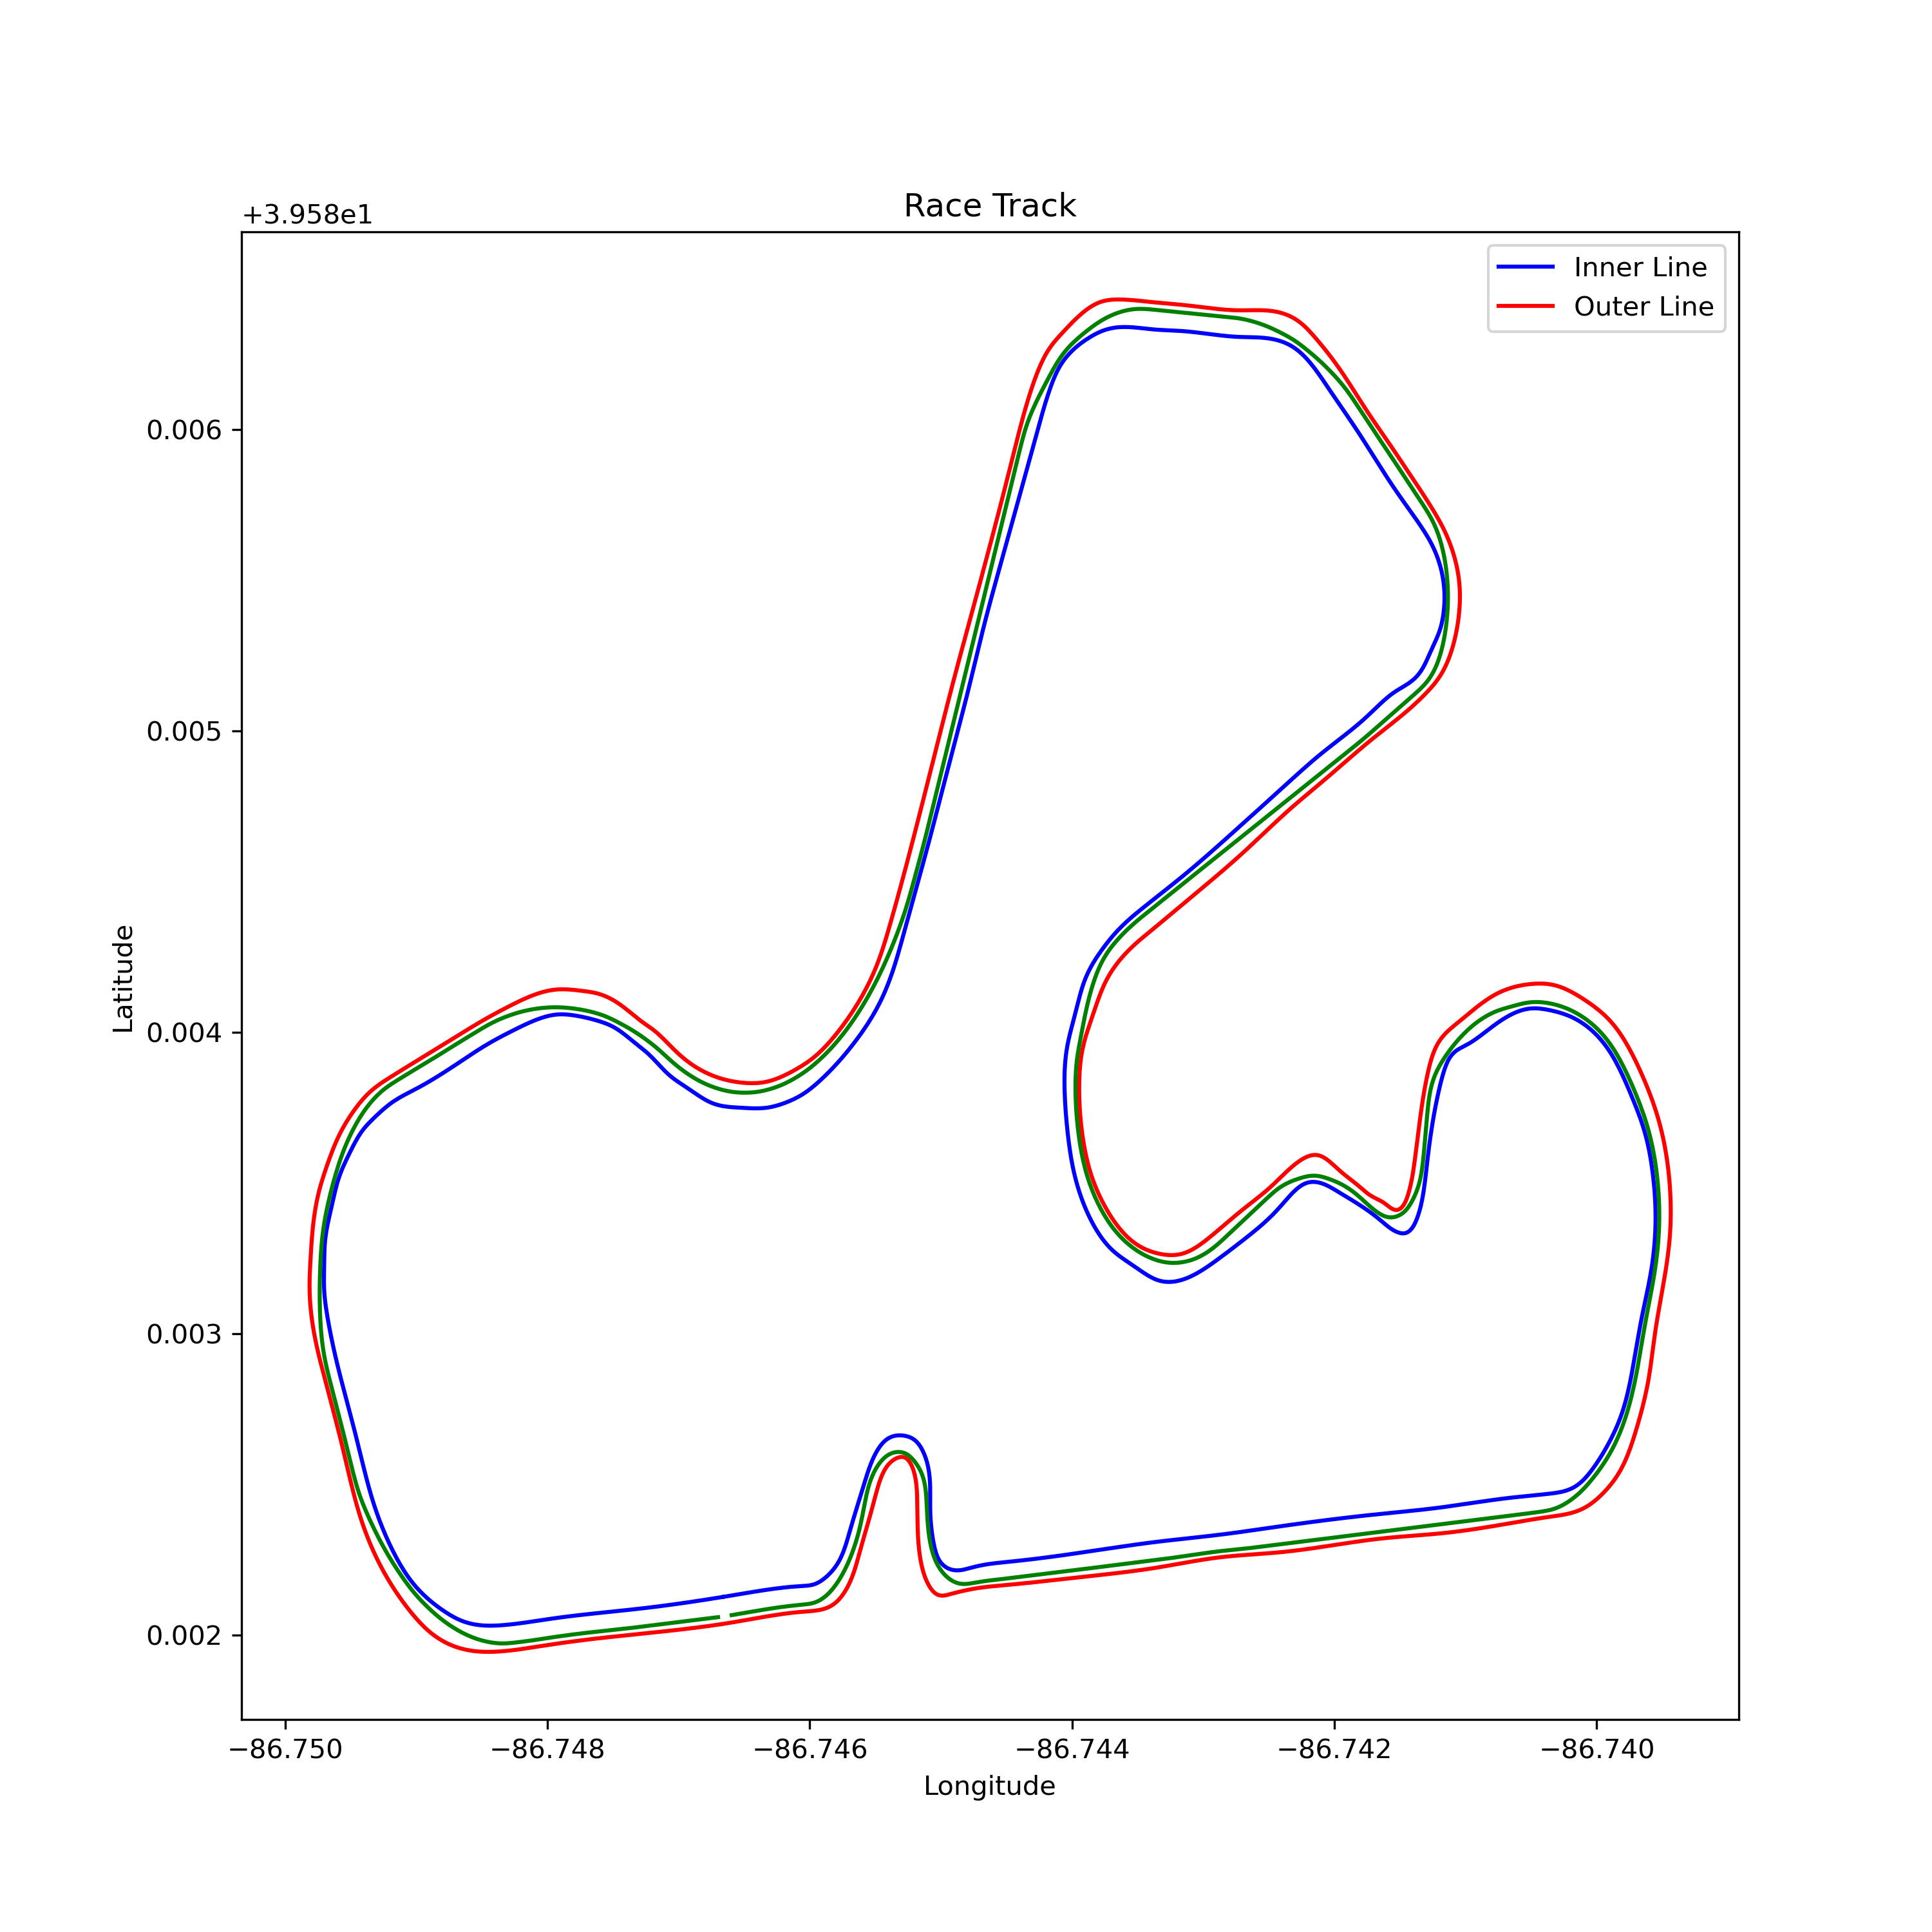 Race Track
+3.958e1
Inner Line
Outer Line
0.006
0.005
0.004
0.003
0.002
Latitude
−86.750
−86.748
−86.746
−86.744
−86.742
−86.740
Longitude